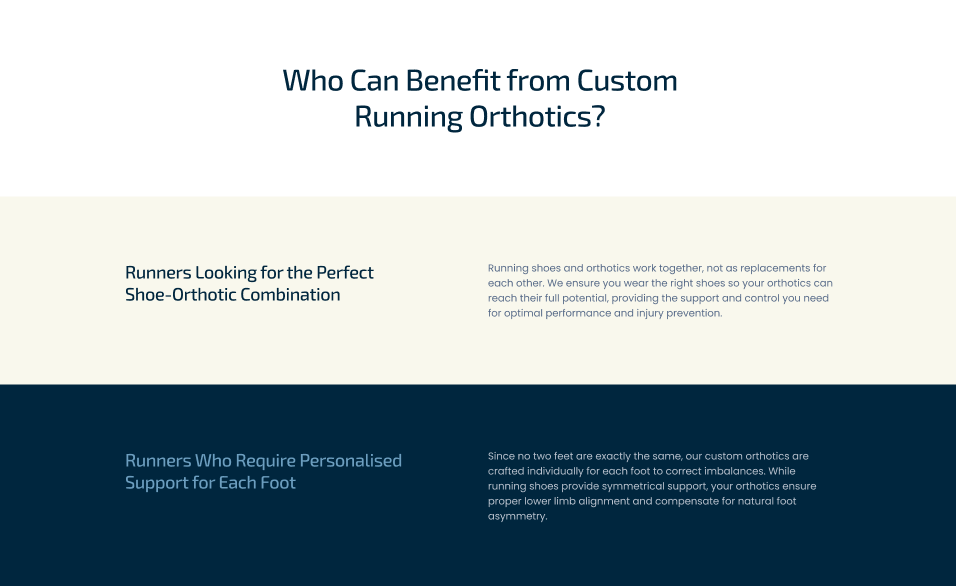 Who Can Benefit from Custom
Running Orthotics?
Runners Looking for the Perfect
Shoe-Orthotic Combination
Running shoes and orthotics work together, not as replacements for
each other. We ensure you wear the right shoes so your orthotics can
reach their full potential, providing the support and control you need
for optimal performance and injury prevention.
Runners Who Require Personalised
Support for Each Foot
Since no two feet are exactly the same, our custom orthotics are
crafted individually for each foot to correct imbalances. While
running shoes provide symmetrical support, your orthotics ensure
proper lower limb alignment and compensate for natural foot
asymmetry.